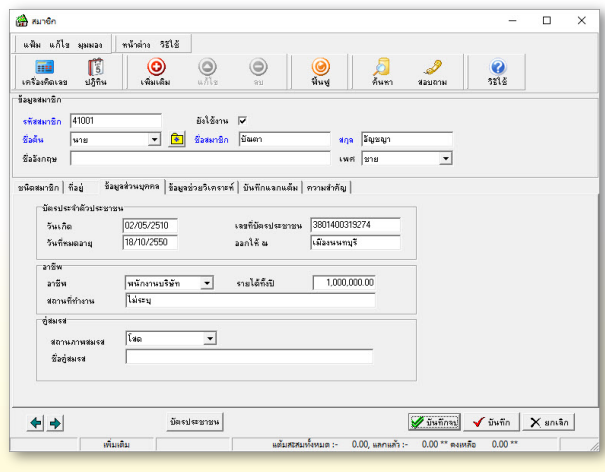 สมาชิก
แฟ้ม แก้ไข มุมมอง หน้าต่าง วิธีใช้
เครื่องคิดเลข ปฎิทิน เพิ่มเติม แก้ไข ลบ ฟื้นฟู ค้นหา สอบถาม วิธีใช้
ข้อมูลสมาชิก
รหัสสมาชิก 41001 ยังใช้งาน
ชื่อต้น นาย ชื่อสมาชิก ปัณดา สกุล อัญชญา
ชื่ออังกฤษ เพศ ชาย
ชนิดสมาชิก ที่อยู่ ข้อมูลส่วนบุคคล ข้อมูลช่วยวิเคราะห์ บันทึกแลกแต้ม ความสำคัญ
บัตรประจำตัวประชาชน
วันเกิด 02/05/2510 เลขที่บัตรประชาชน 3801400319274
วันที่หมดอายุ 18/10/2550 ออกให้ ณ เมืองนนทบุรี
อาชีพ
อาชีพ พนักงานบริษัท รายได้ทั้งปี 1,000,000.00
สถานที่ทำงาน ไม่ระบุ
คู่สมรส
สถานภาพสมรส โสด
ชื่อคู่สมรส
บัตรประชาชน บันทึกจบ บันทึก ยกเลิก
เพิ่มเติม แต้มสะสมทั้งหมด :- 0.00, แลกแล้ว :- 0.00 ** คงเหลือ 0.00 **